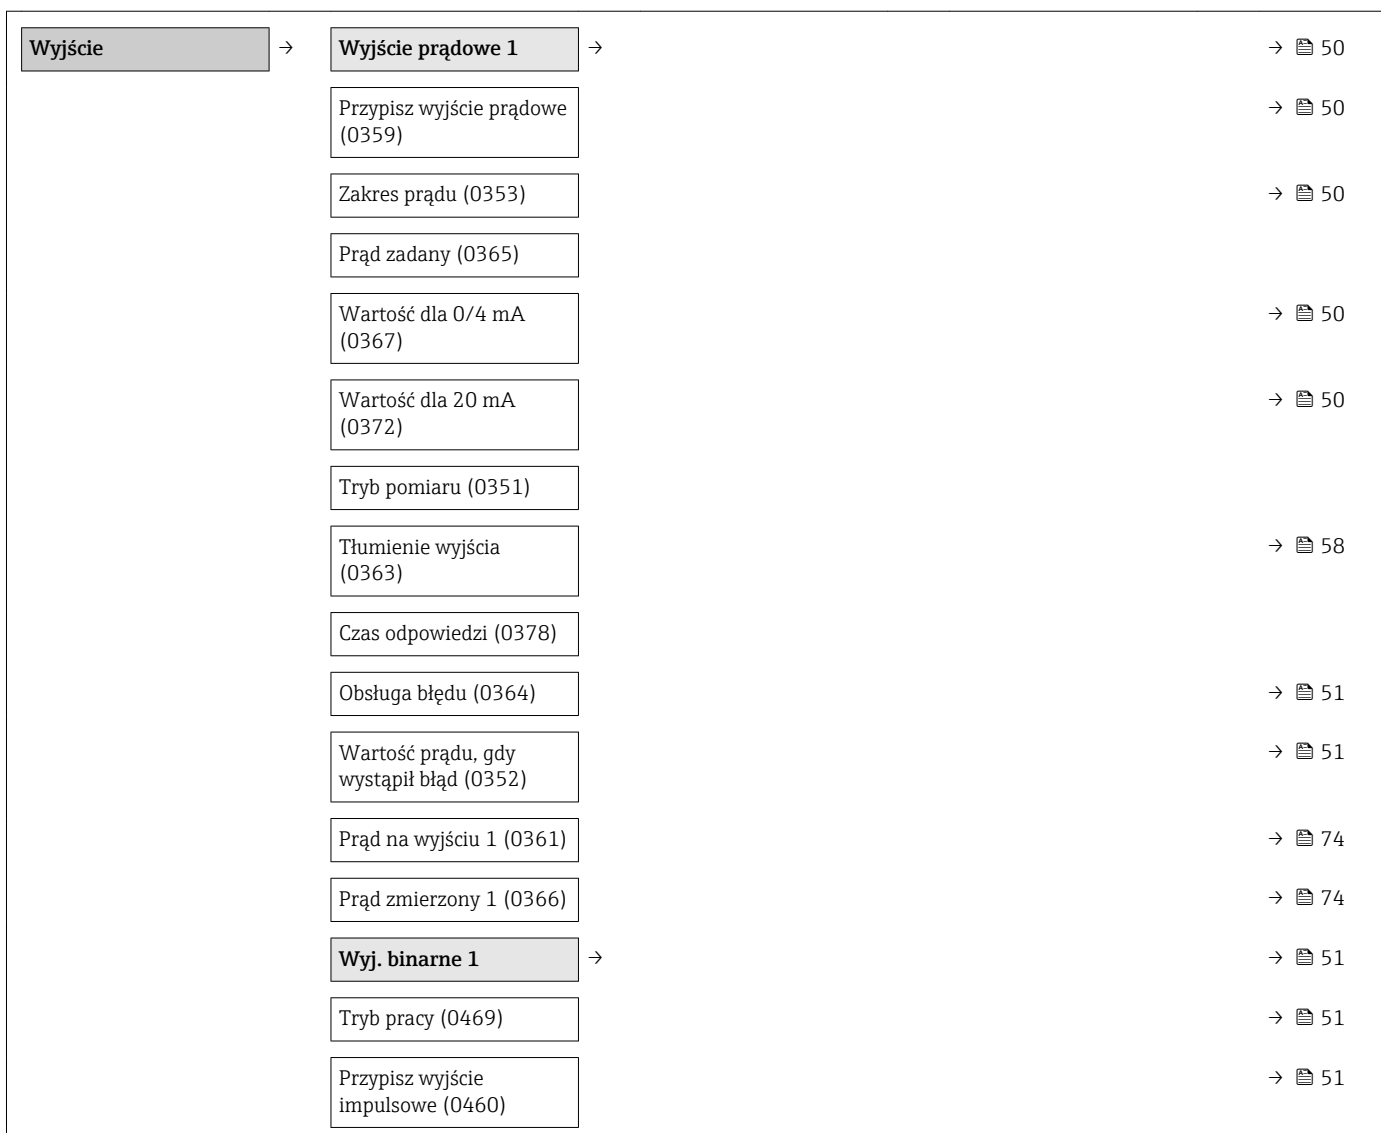 Wyjście → Wyjście prądowe 1 → → 50
Przypisz wyjście prądowe → 50
(0359)
Zakres prądu (0353) → 50
Prąd zadany (0365)
Wartość dla 0/4 mA → 50
(0367)
Wartość dla 20 mA → 50
(0372)
Tryb pomiaru (0351)
Tłumienie wyjścia → 58
(0363)
Czas odpowiedzi (0378)
Obsługa błędu (0364) → 51
Wartość prądu, gdy → 51
wystąpił błąd (0352)
Prąd na wyjściu 1 (0361) → 74
Prąd zmierzony 1 (0366) → 74
Wyj. binarne 1 → → 51
Tryb pracy (0469) → 51
Przypisz wyjście → 51
impulsowe (0460)